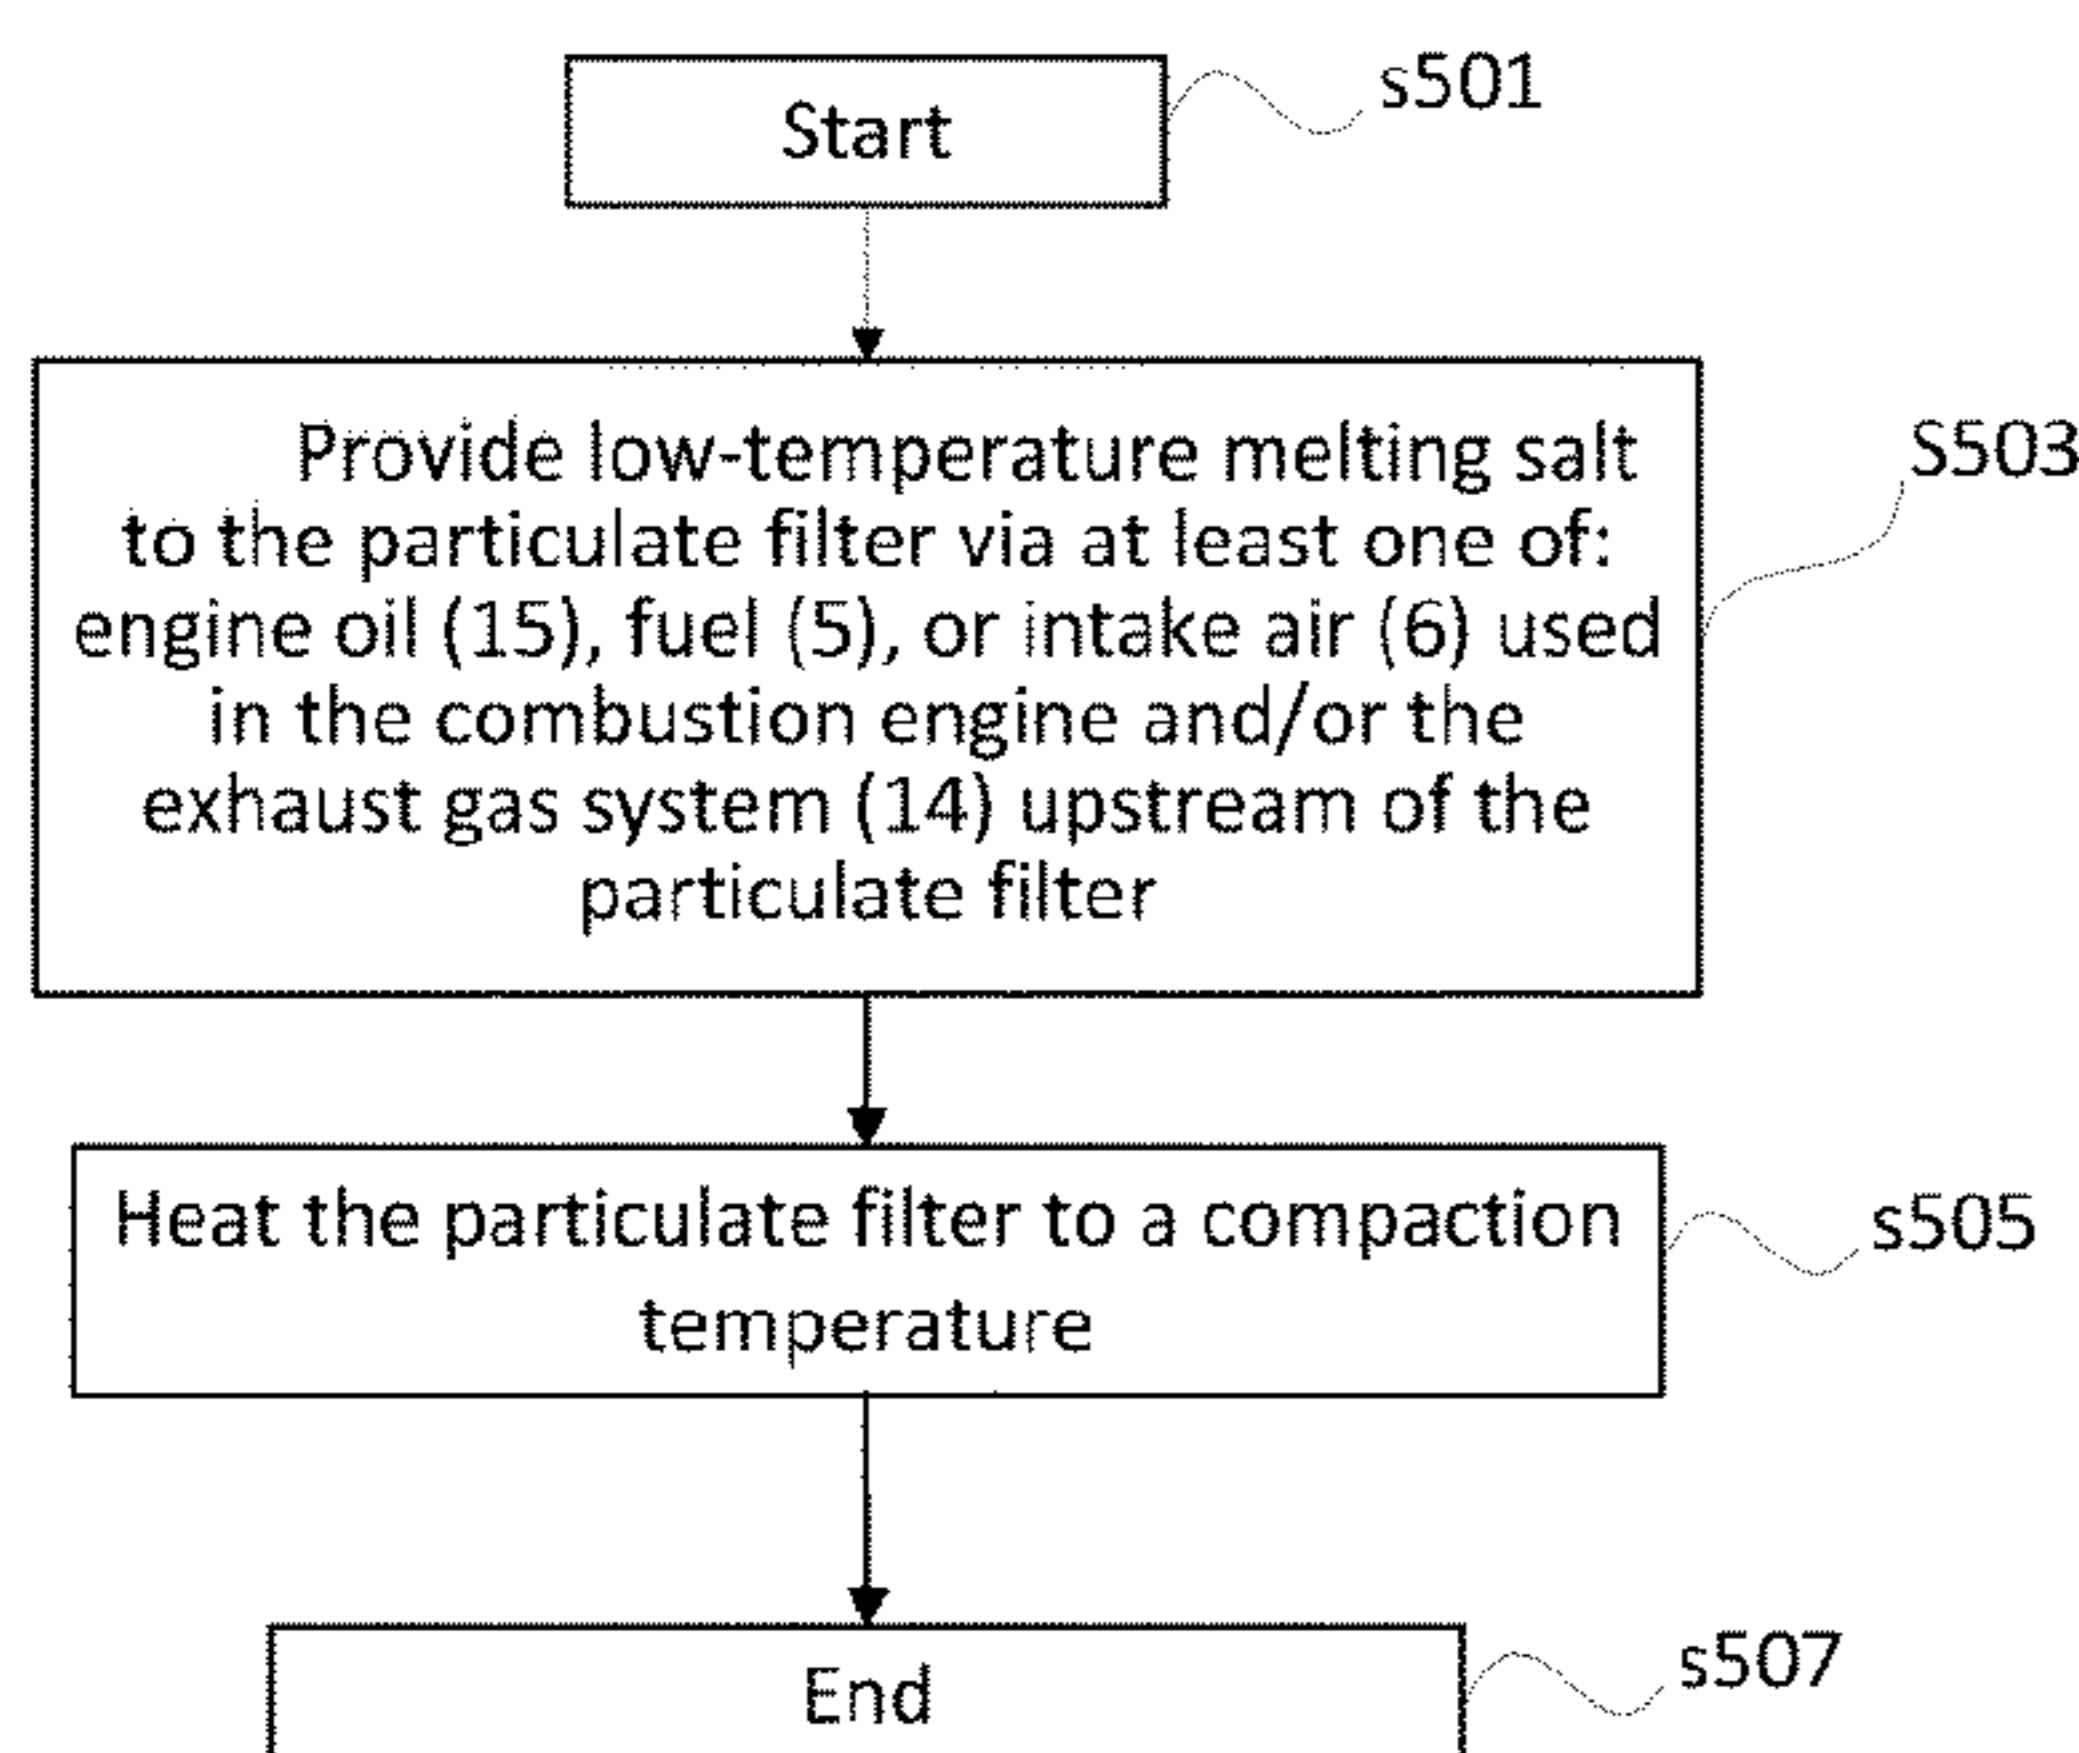 Start
s501
Provide low-temperature melting salt
to the particulate filter via at least one of:
engine oil (15), fuel (5), or intake air (6) used
in the combustion engine and/or the
exhaust gas system (14) upstream of the
particulate filter
S503
Heat the particulate filter to a compaction
temperature
s505
End
s507